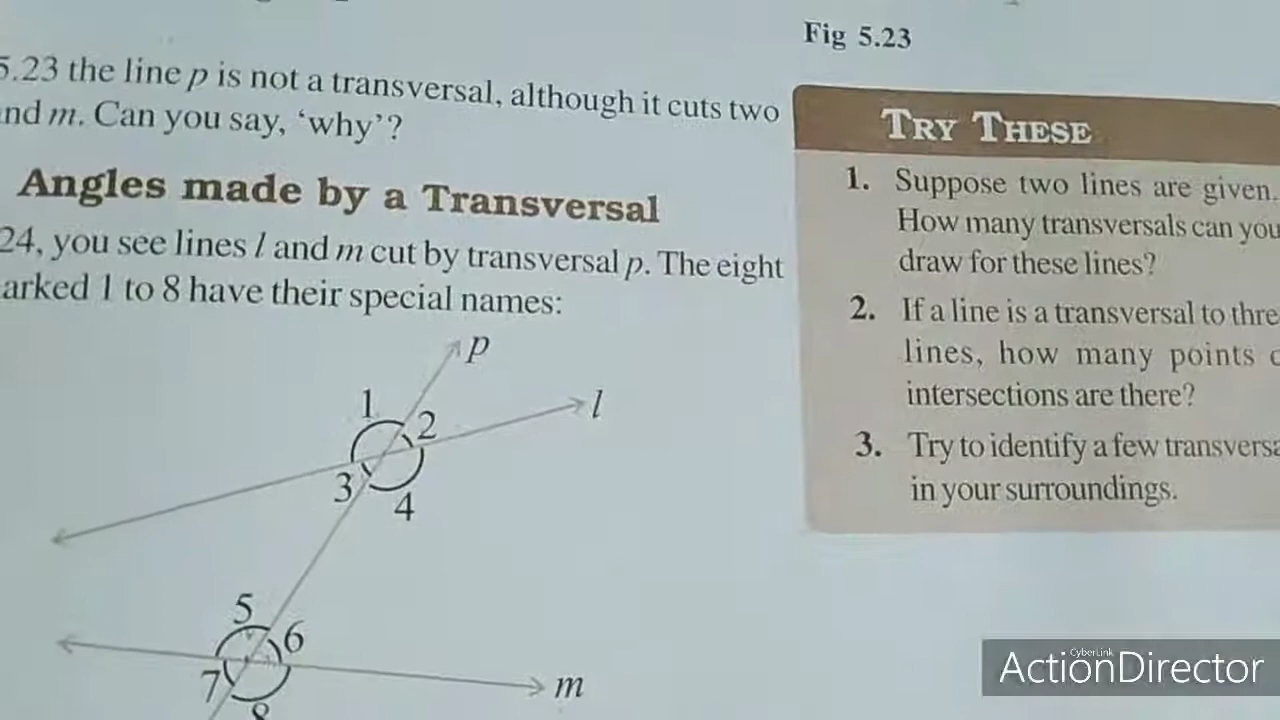 Fig 5.23
5.23 the line p is not a transversal, although it cuts two
nd m. Can you say, ‘why’?
Angles made by a Transversal
24, you see lines l and m cut by transversal p. The eight
arked 1 to 8 have their special names:
p
l
1
2
3
4
5
6
7
8
m
TRY THESE
1. Suppose two lines are given.
How many transversals can you
draw for these lines?
2. If a line is a transversal to thre
lines, how many points o
intersections are there?
3. Try to identify a few transversa
in your surroundings.
CyberLink
ActionDirector